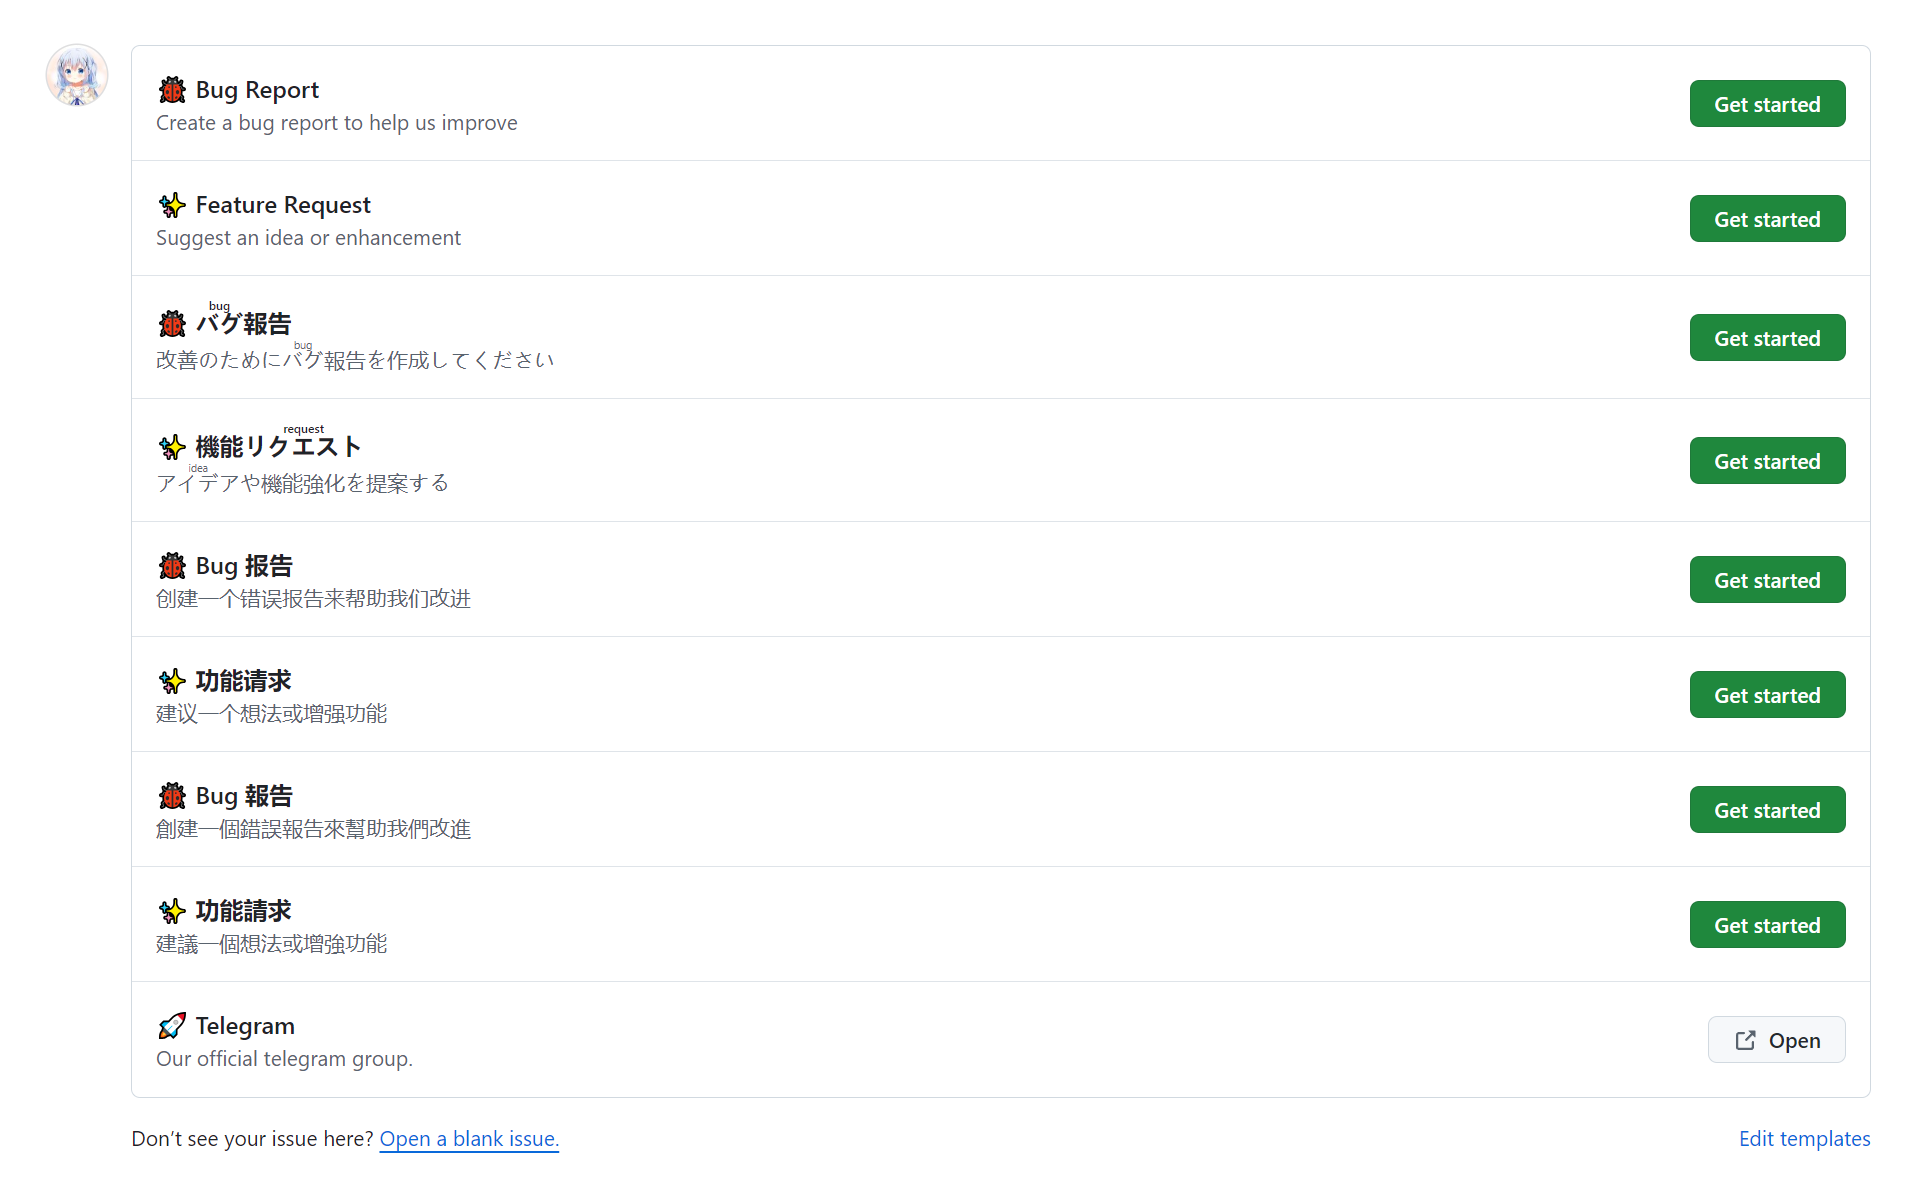 🐞 Bug Report
Create a bug report to help us improve
Get started
✨ Feature Request
Suggest an idea or enhancement
Get started
bug
🐞 バグ報告
bug
改善のためにバグ報告を作成してください
Get started
request
✨ 機能リクエスト
idea
アイデアや機能強化を提案する
Get started
🐞 Bug 报告
创建一个错误报告来帮助我们改进
Get started
✨ 功能请求
建议一个想法或增强功能
Get started
🐞 Bug 報告
創建一個錯誤報告來幫助我們改進
Get started
✨ 功能請求
建議一個想法或增強功能
Get started
🚀 Telegram
Our official telegram group.
Open
Don’t see your issue here? Open a blank issue.
Edit templates